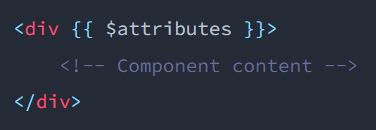 <div {{ $attributes }}>
    <!-- Component content -->
</div>